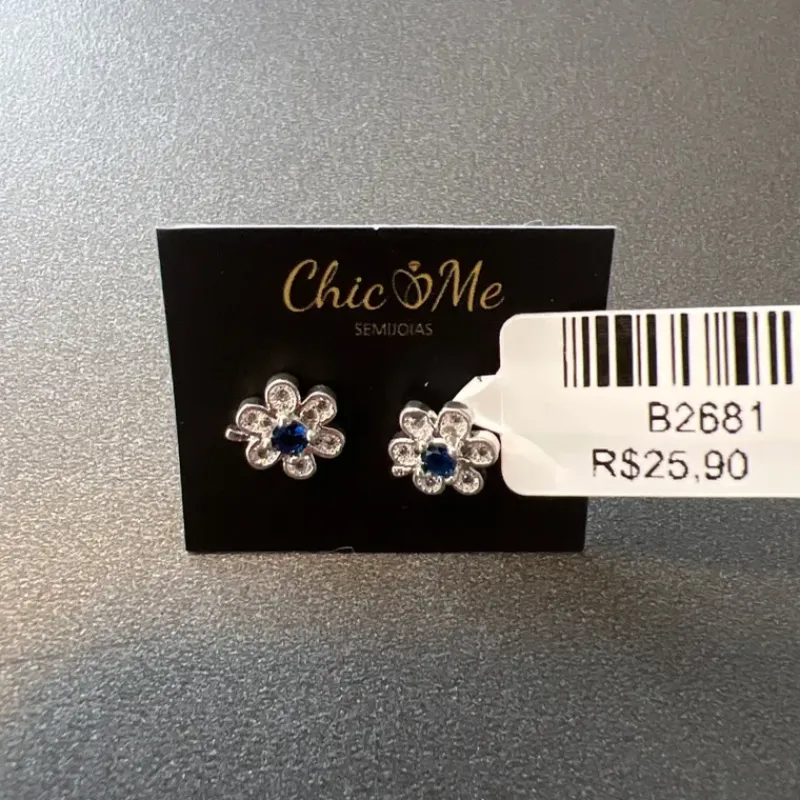 Chic Me
SEMIJOIAS
B2681
R$25,90